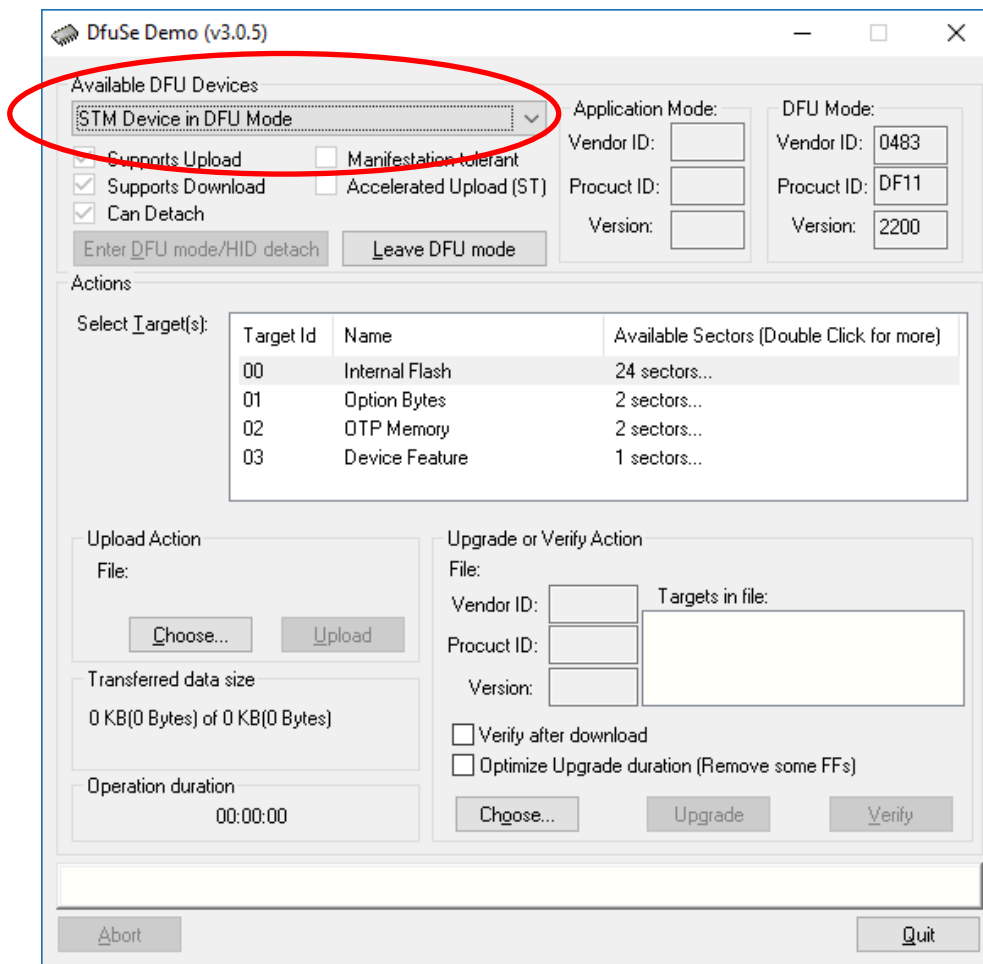 DfuSe Demo (v3.0.5)
Available DFU Devices
STM Device in DFU Mode
Supports Upload
Manifestation tolerant
Supports Download
Accelerated Upload (ST)
Can Detach
Enter DFU mode/HID detach
Leave DFU mode
Application Mode:
Vendor ID:
Procuct ID:
Version:
DFU Mode:
Vendor ID: 0483
Procuct ID: DF11
Version: 2200
Actions
Select Target(s):
Target Id Name Available Sectors (Double Click for more)
00 Internal Flash 24 sectors...
01 Option Bytes 2 sectors...
02 OTP Memory 2 sectors...
03 Device Feature 1 sectors...
Upload Action
File:
Choose...
Upload
Transferred data size
0 KB(0 Bytes) of 0 KB(0 Bytes)
Operation duration
00:00:00
Upgrade or Verify Action
File:
Vendor ID:
Procuct ID:
Version:
Targets in file:
Verify after download
Optimize Upgrade duration (Remove some FFs)
Choose...
Upgrade
Verify
Abort
Quit